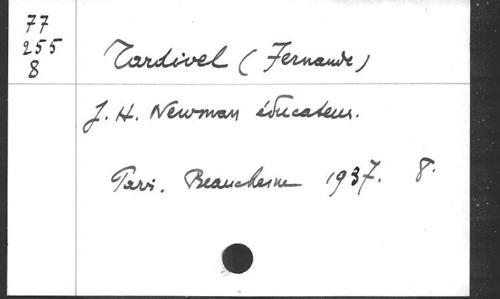 77
255
8
Tardivel (Fernande)
J. H. Newman éducateur.
Paris. Beauchesne 1937. 8.